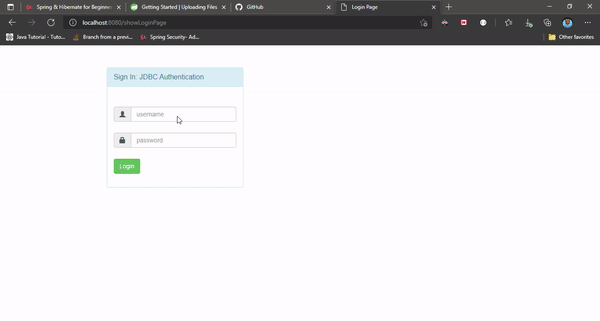 Spring & Hibernate for Beginner
Getting Started | Uploading Files
GitHub
Login Page
localhost:8080/showLoginPage
Java Tutorial - Tuto...
Branch from a previ...
Spring Security- Ad...
Other favorites
Sign In: JDBC Authentication
username
password
Login